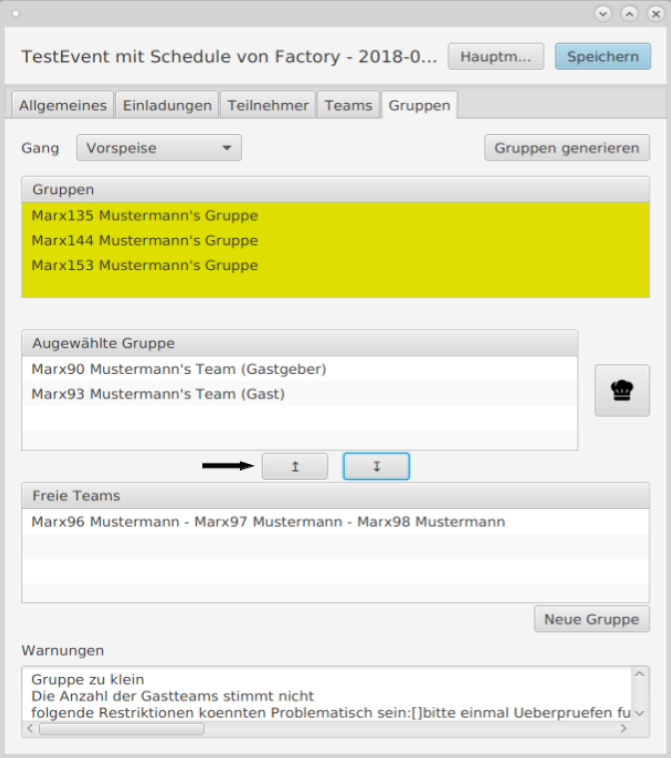 TestEvent mit Schedule von Factory - 2018-0... Hauptm... Speichern
Allgemeines Einladungen Teilnehmer Teams Gruppen
Gang Vorspeise Gruppen generieren
Gruppen
Marx135 Mustermann's Gruppe
Marx144 Mustermann's Gruppe
Marx153 Mustermann's Gruppe
Augewählte Gruppe
Marx90 Mustermann's Team (Gastgeber)
Marx93 Mustermann's Team (Gast)
↥ ↧
Freie Teams
Marx96 Mustermann - Marx97 Mustermann - Marx98 Mustermann
Neue Gruppe
Warnungen
Gruppe zu klein
Die Anzahl der Gastteams stimmt nicht
folgende Restriktionen koennten Problematisch sein:[]bitte einmal Ueberpruefen fu